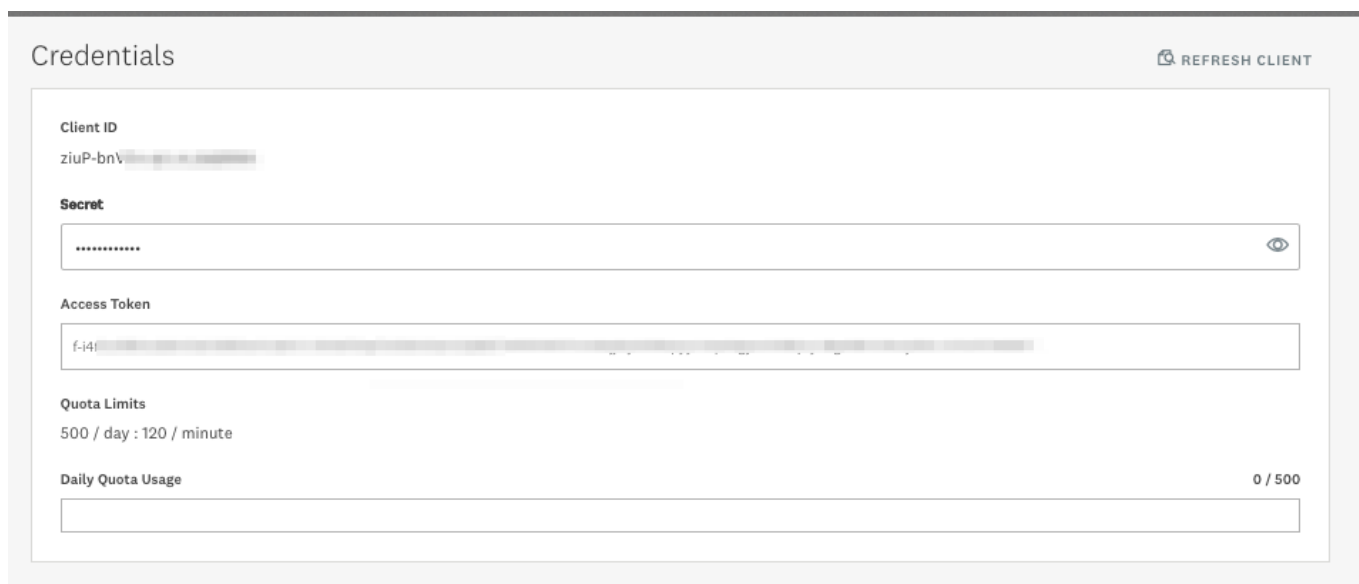 Credentials
REFRESH CLIENT
Client ID
ziuP-bn
Secret
••••••••••••
Access Token
f-i4
Quota Limits
500 / day : 120 / minute
Daily Quota Usage
0 / 500